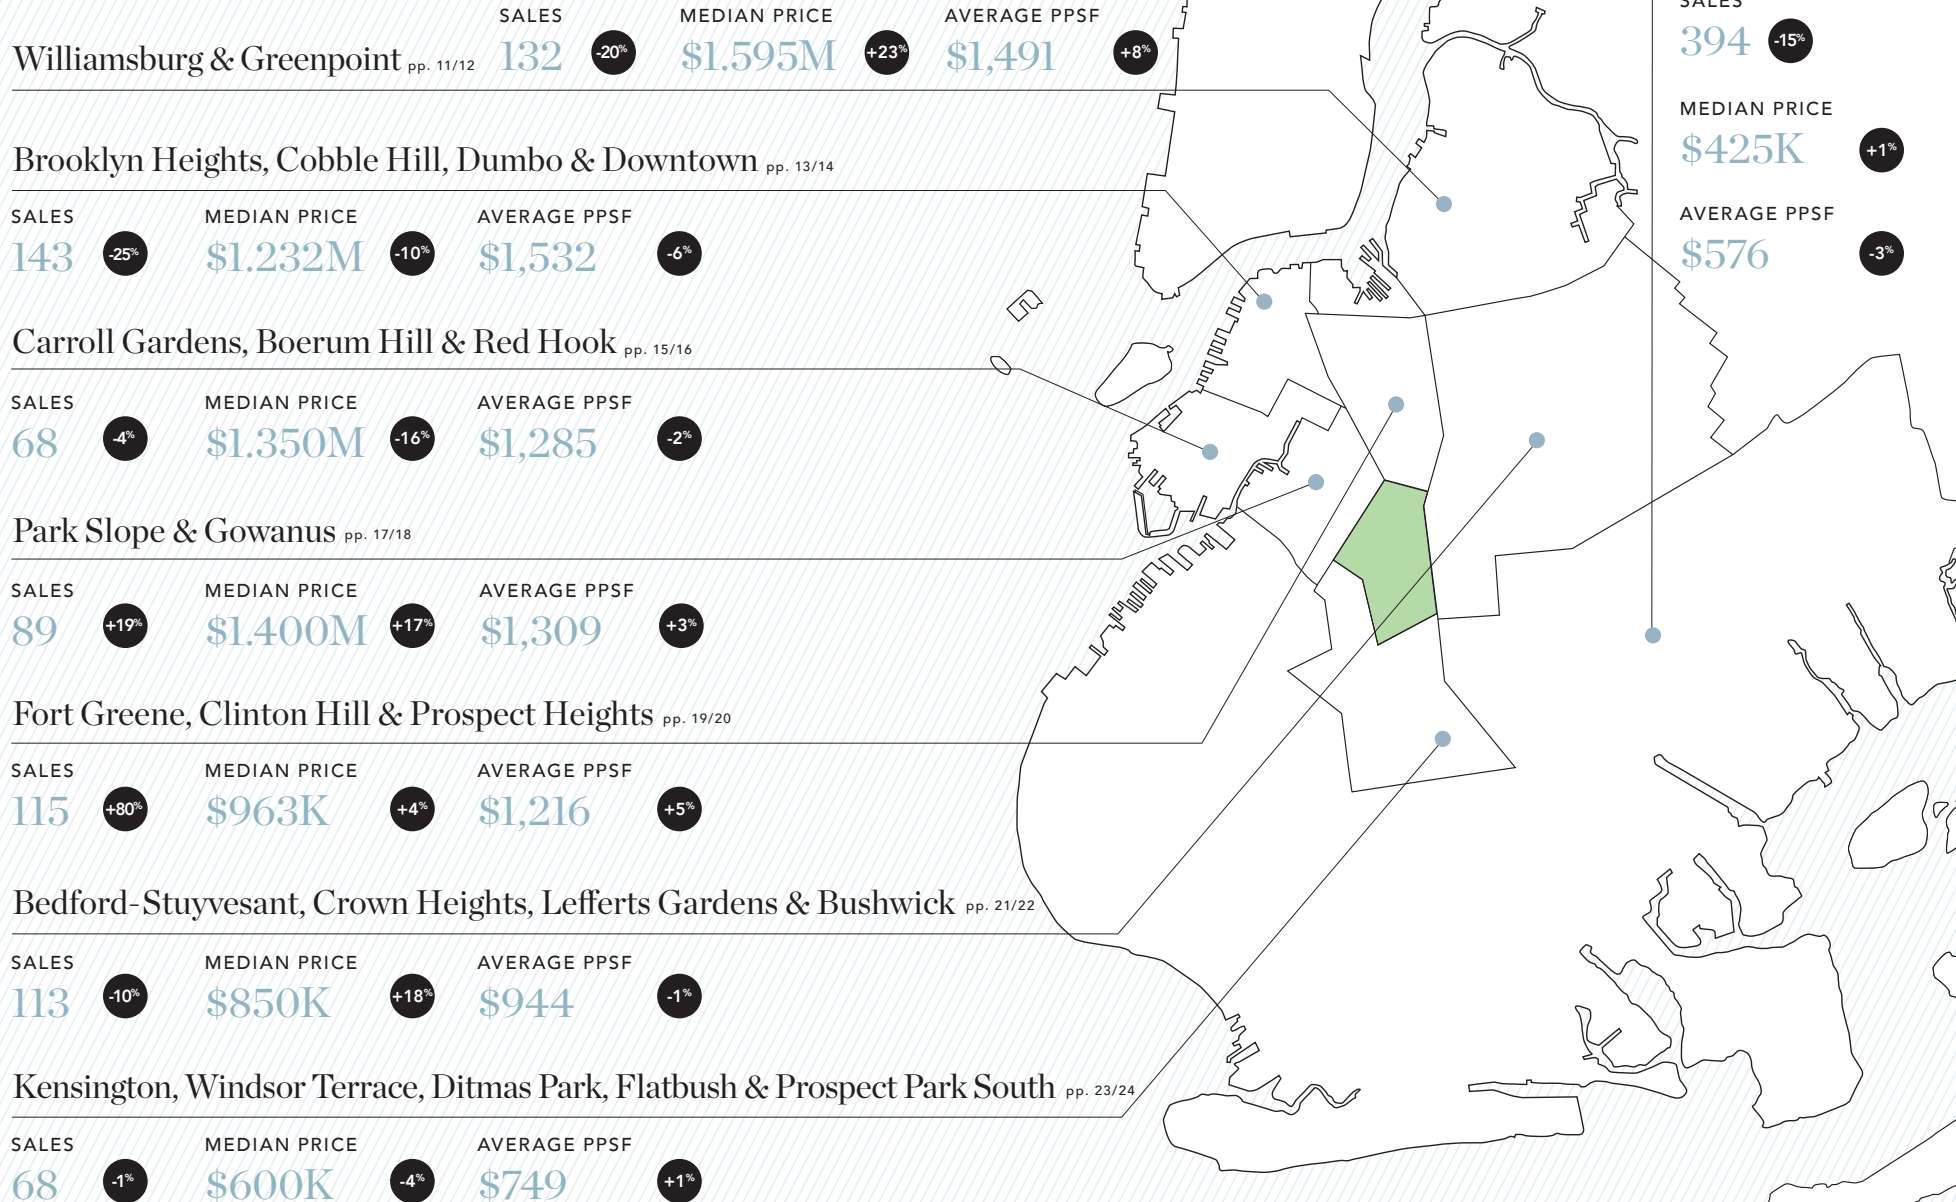 SALES MEDIAN PRICE AVERAGE PPSF
Williamsburg & Greenpoint pp. 11/12 132 -20% $1.595M +23% $1,491 +8%
Brooklyn Heights, Cobble Hill, Dumbo & Downtown pp. 13/14
SALES MEDIAN PRICE AVERAGE PPSF
143 -25% $1.232M -10% $1,532 -6%
Carroll Gardens, Boerum Hill & Red Hook pp. 15/16
SALES MEDIAN PRICE AVERAGE PPSF
68 -4% $1.350M -16% $1,285 -2%
Park Slope & Gowanus pp. 17/18
SALES MEDIAN PRICE AVERAGE PPSF
89 +19% $1.400M +17% $1,309 +3%
Fort Greene, Clinton Hill & Prospect Heights pp. 19/20
SALES MEDIAN PRICE AVERAGE PPSF
115 +80% $963K +4% $1,216 +5%
Bedford-Stuyvesant, Crown Heights, Lefferts Gardens & Bushwick pp. 21/22
SALES MEDIAN PRICE AVERAGE PPSF
113 -10% $850K +18% $944 -1%
Kensington, Windsor Terrace, Ditmas Park, Flatbush & Prospect Park South pp. 23/24
SALES MEDIAN PRICE AVERAGE PPSF
68 -1% $600K -4% $749 +1%
SALES
394 -15%
MEDIAN PRICE
$425K +1%
AVERAGE PPSF
$576 -3%